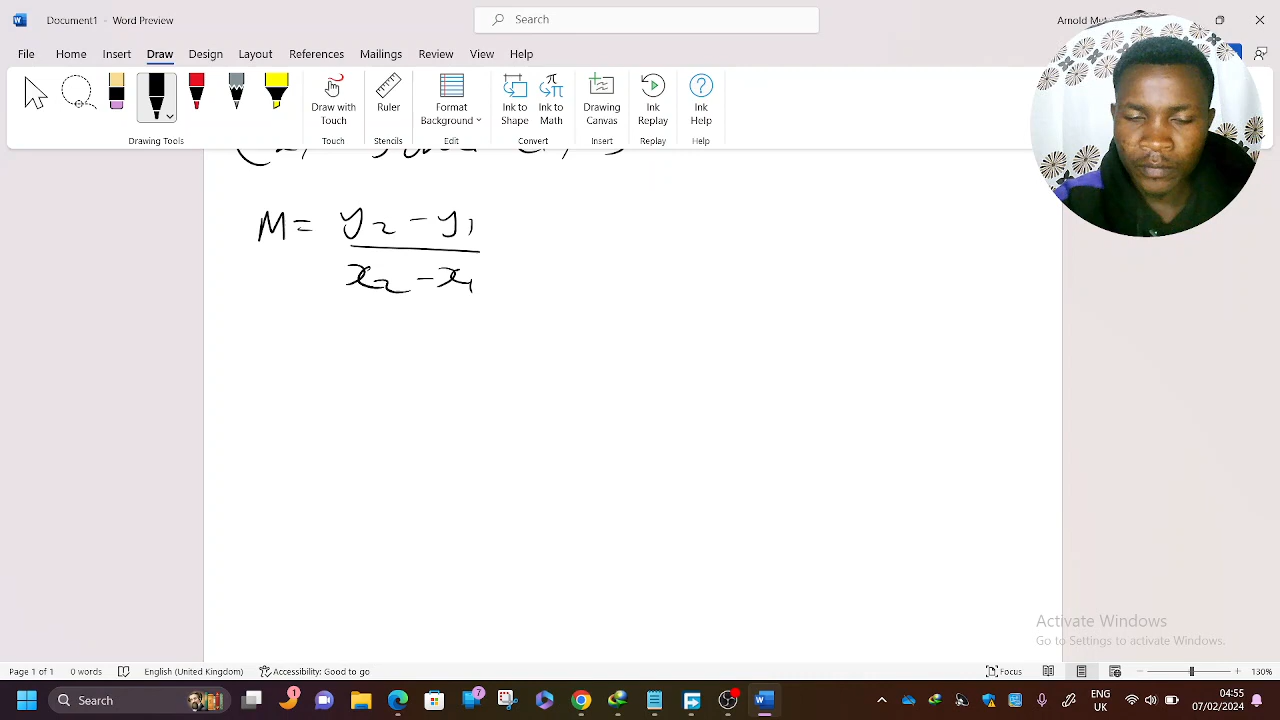 Document1 - Word Preview
Search
Arnold Mu
File Home Insert Draw Design Layout References Mailings Review View Help
Draw with Touch
Ruler
Format Background
Ink to Shape
Ink to Math
Drawing Canvas
Ink Replay
Ink Help
Drawing Tools Touch Stencils Edit Convert Insert Replay Help
M = y2 - y1
x2 - x1
Activate Windows
Go to Settings to activate Windows.
Page 1 of 1 0 words English (United Kingdom) Accessibility: Good to go Focus 130%
Search 7 ENG 04:55
UK 07/02/2024